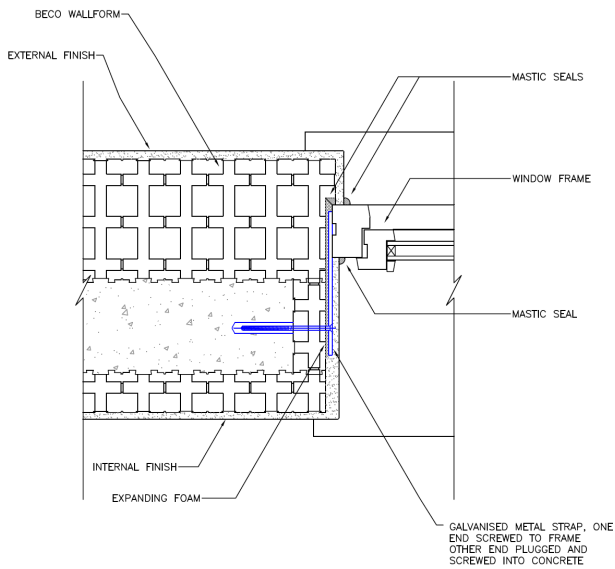 BECO WALLFORM
EXTERNAL FINISH
MASTIC SEALS
WINDOW FRAME
MASTIC SEAL
INTERNAL FINISH
EXPANDING FOAM
GALVANISED METAL STRAP, ONE
END SCREWED TO FRAME
OTHER END PLUGGED AND
SCREWED INTO CONCRETE